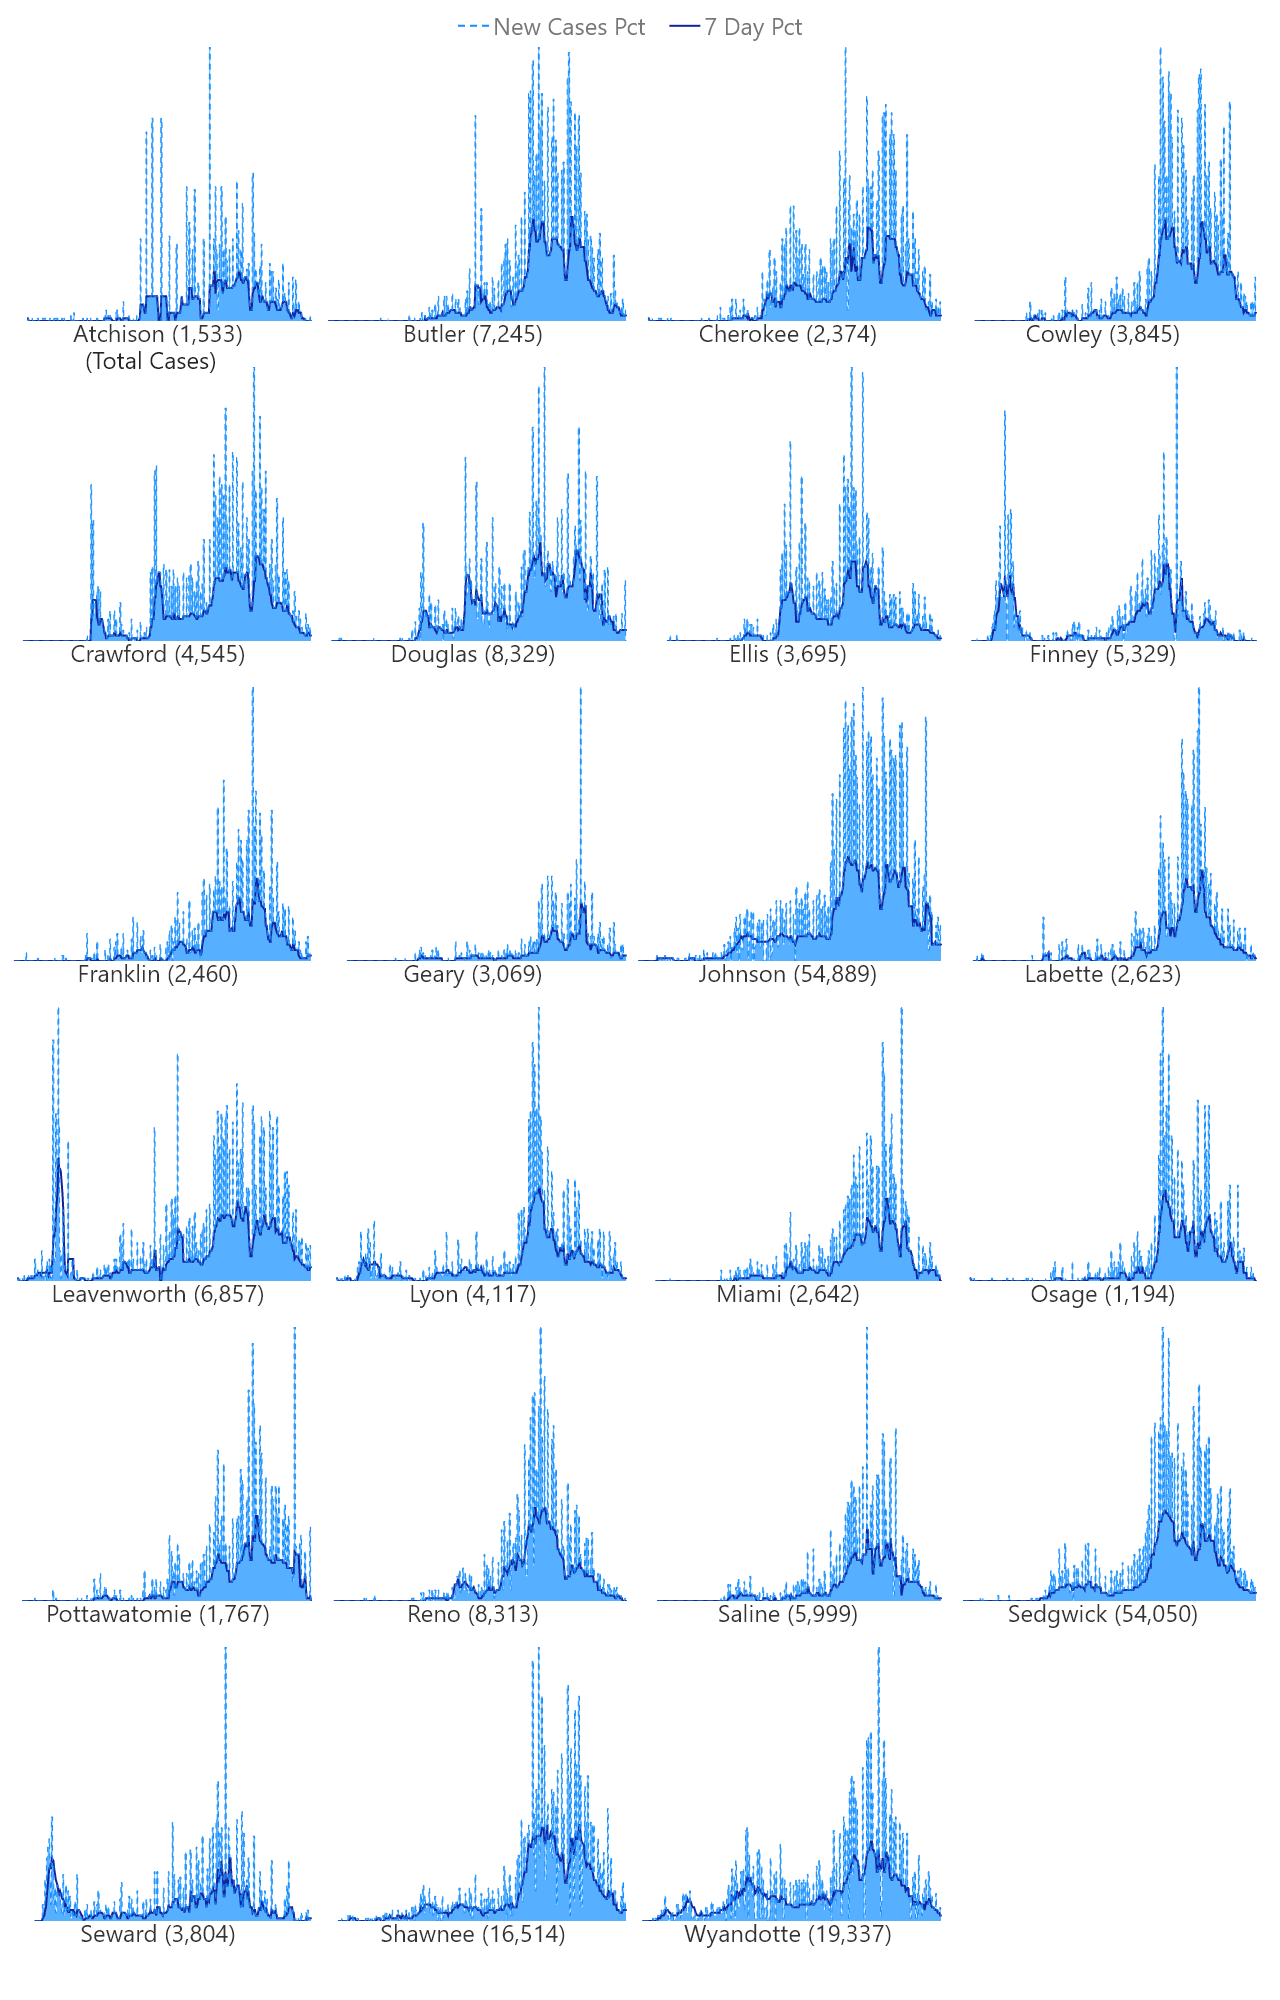 New Cases Pct 7 Day Pct
Atchison (1,533) Butler (7,245) Cherokee (2,374) Cowley (3,845)
(Total Cases)
Crawford (4,545) Douglas (8,329) Ellis (3,695) Finney (5,329)
Franklin (2,460) Geary (3,069) Johnson (54,889) Labette (2,623)
Leavenworth (6,857) Lyon (4,117) Miami (2,642) Osage (1,194)
Pottawatomie (1,767) Reno (8,313) Saline (5,999) Sedgwick (54,050)
Seward (3,804) Shawnee (16,514) Wyandotte (19,337)